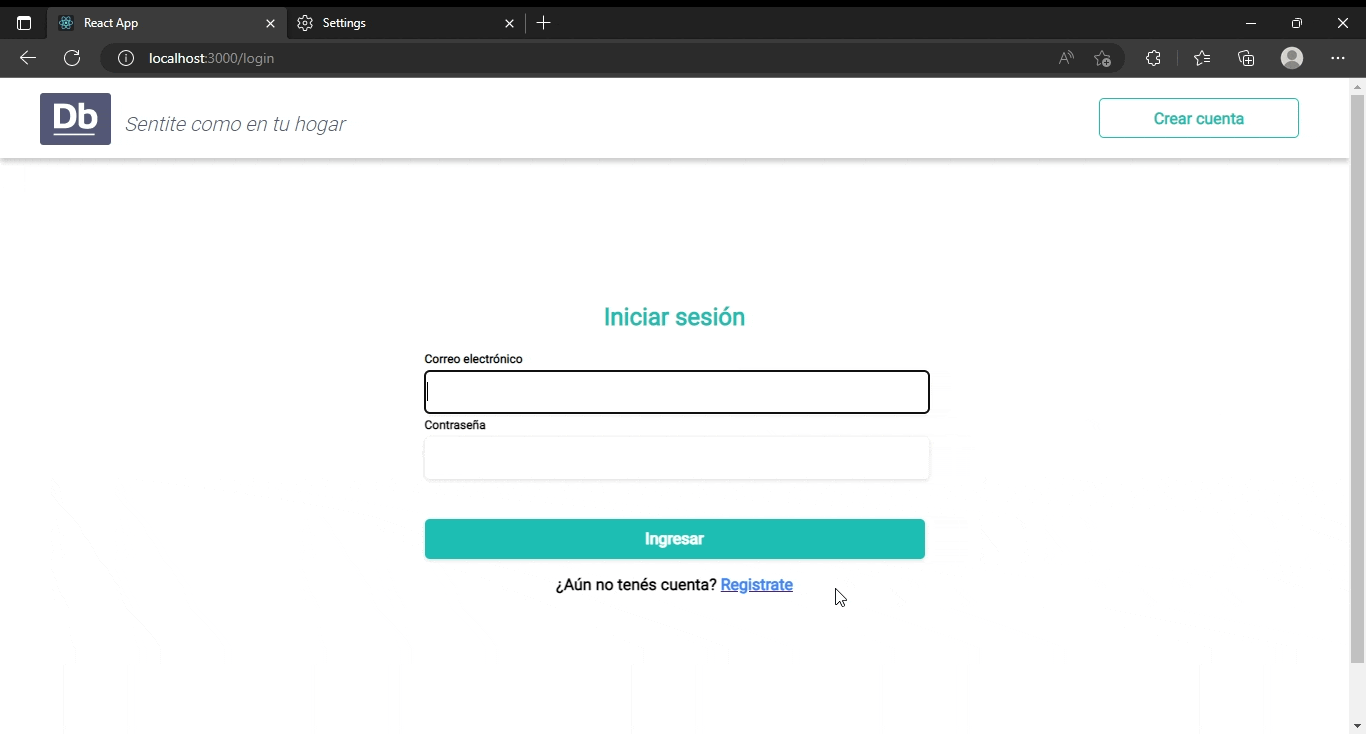 React App
Settings
localhost:3000/login
Db
Sentite como en tu hogar
Crear cuenta
Iniciar sesión
Correo electrónico
Contraseña
Ingresar
¿Aún no tenés cuenta? Registrate